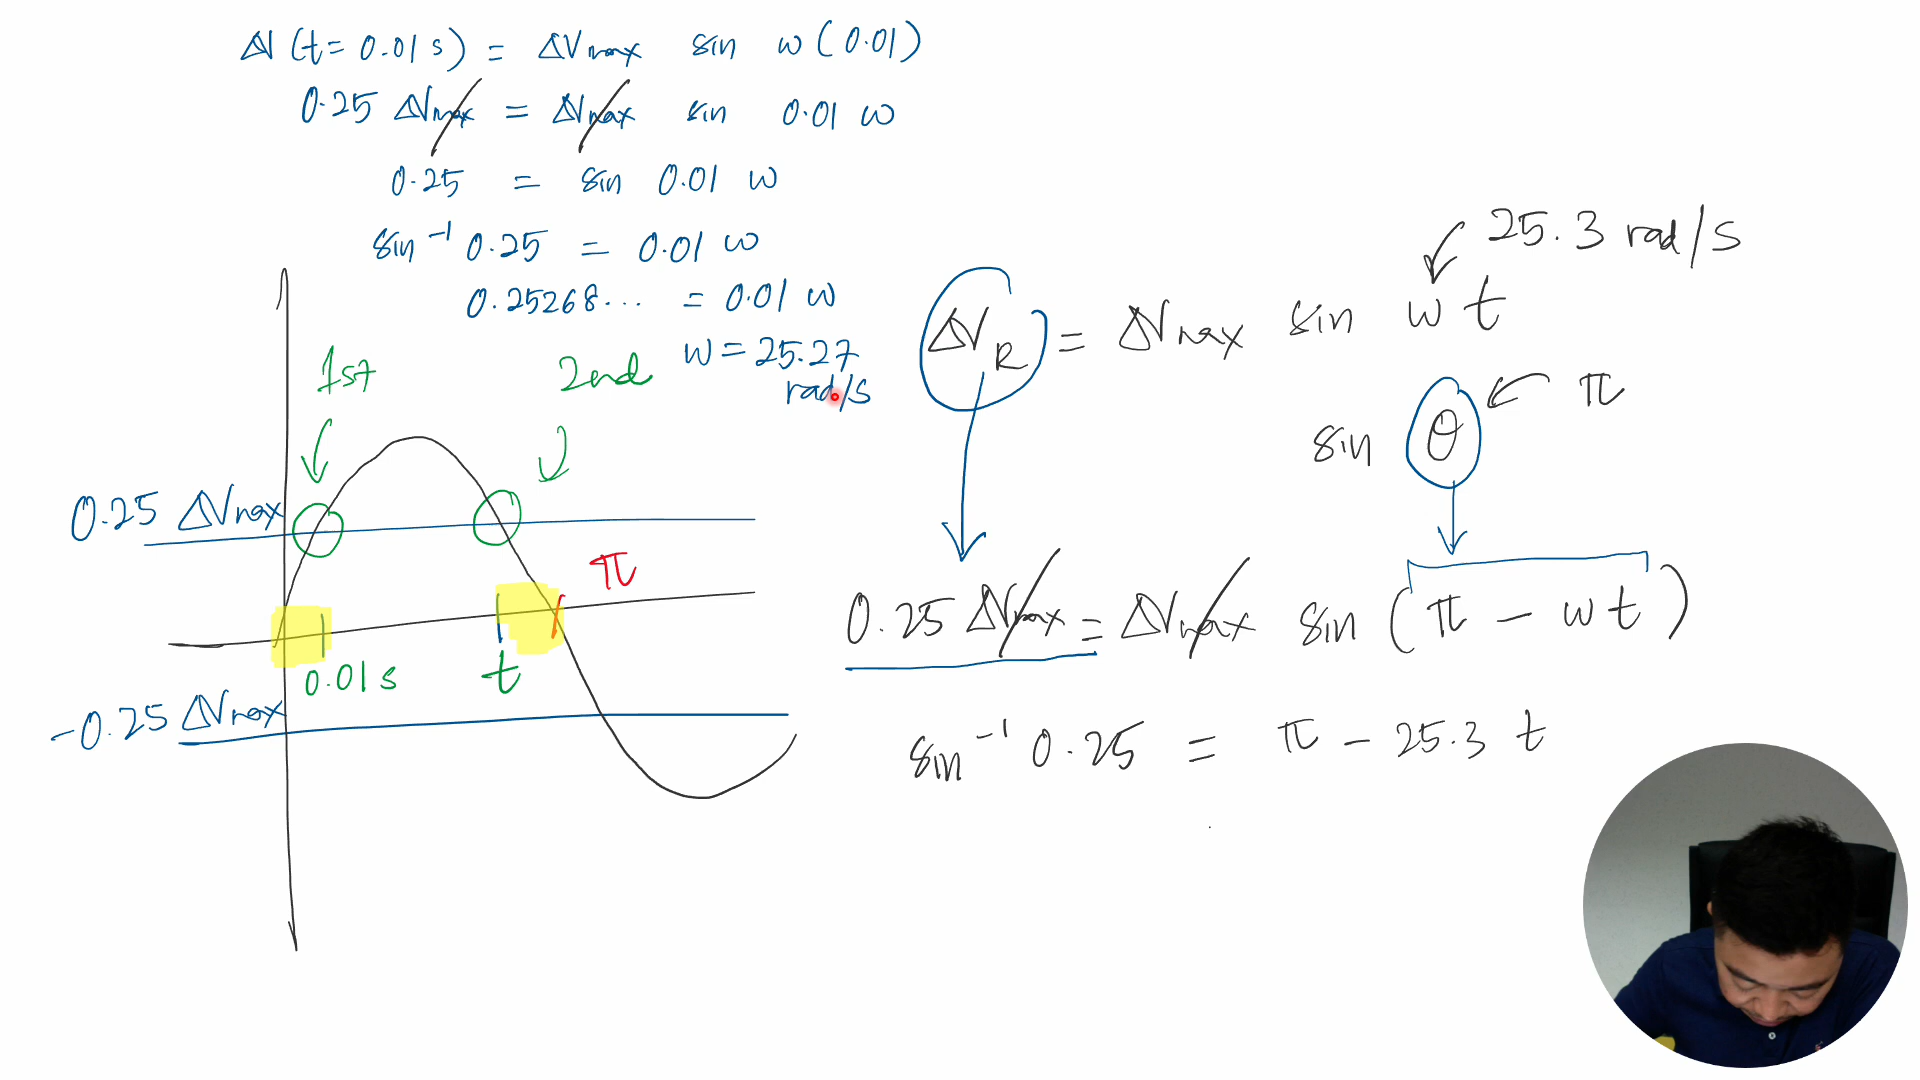 ΔV (t = 0.01 s) = ΔVmax sin ω (0.01)
0.25 ΔVmax = ΔVmax sin 0.01 ω
0.25 = sin 0.01 ω
sin⁻¹ 0.25 = 0.01 ω
0.25268... = 0.01 ω
ω = 25.27
rad/s
1st
2nd
0.25 ΔVmax
π
0.01 s
t
-0.25 ΔVmax
25.3 rad/s
ΔV_R = ΔVmax sin ω t
π
sin θ
0.25 ΔVmax = ΔVmax sin (π - ωt)
sin⁻¹ 0.25 = π - 25.3 t